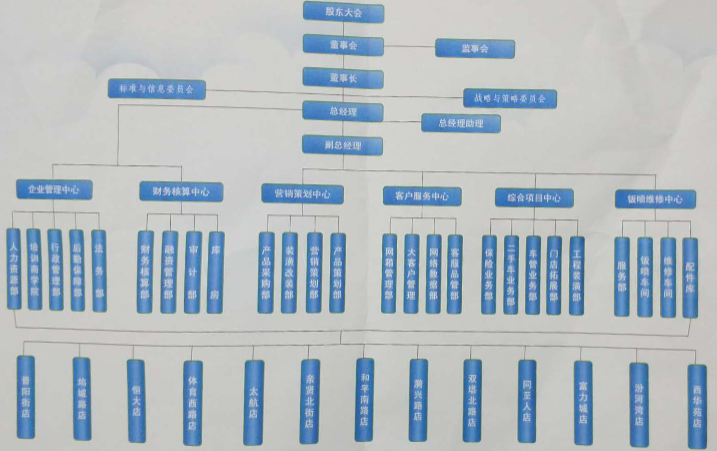 股东大会
董事会
监事会
董事长
标准与信息委员会
战略与策略委员会
总经理
总经理助理
副总经理
企业管理中心
财务核算中心
营销策划中心
客户服务中心
综合项目中心
钣喷维修中心
人力资源部
培训商学院
行政管理部
后勤保障部
法务部
财务核算部
融资管理部
审计部
库房
产品采购部
装潢改装部
营销策划部
产品策划部
网箱管理部
大客户管理
网络数据部
客服品管部
保险业务部
二手车业务部
车管业务部
门店拓展部
工程装潢部
服务部
钣喷车间
维修车间
配件库
晋阳街店
坞城路店
恒大店
体育西路店
太航店
亲贤北街店
和平南路店
漪兴路店
双塔北路店
同至人店
富力城店
汾河湾店
西华苑店